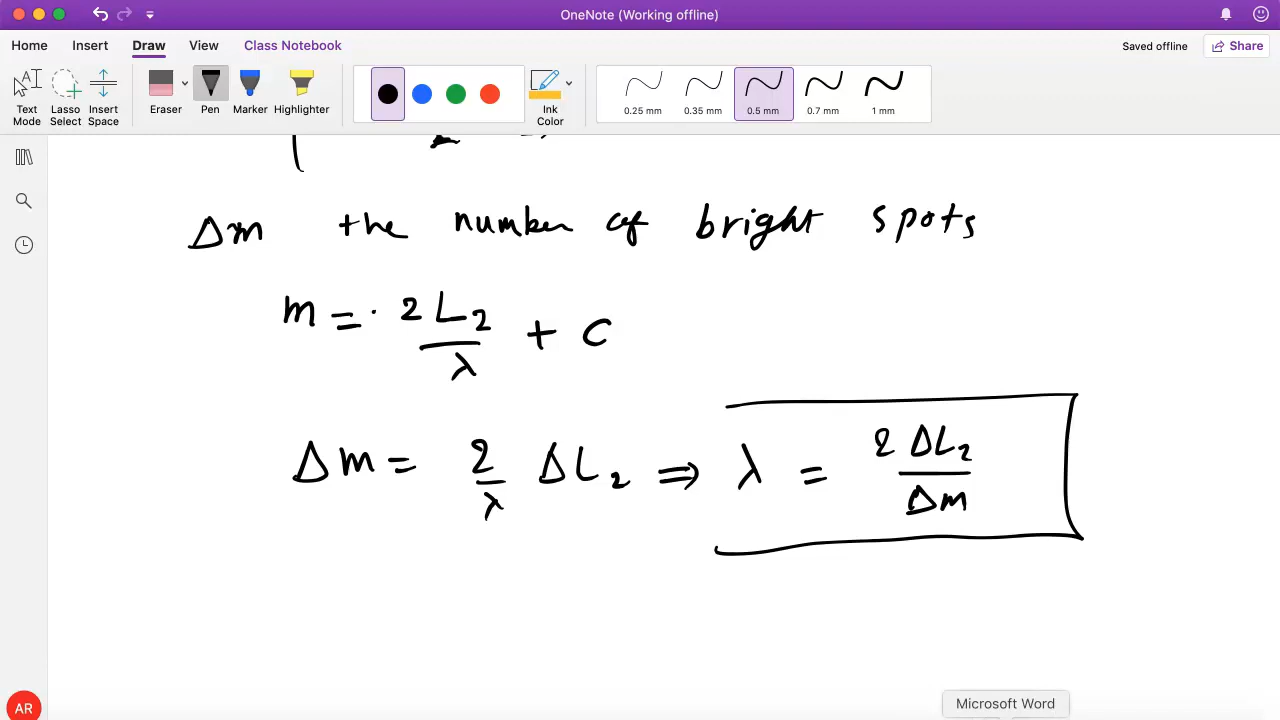 OneNote (Working offline)
Home Insert Draw View Class Notebook Saved offline Share
Text Mode Lasso Select Insert Space Eraser Pen Marker Highlighter Ink Color 0.25 mm 0.35 mm 0.5 mm 0.7 mm 1 mm
Δm the number of bright spots
m = 2L₂/λ + C
Δm = 2/λ ΔL₂ ⇒ λ = 2ΔL₂/Δm
AR
Microsoft Word